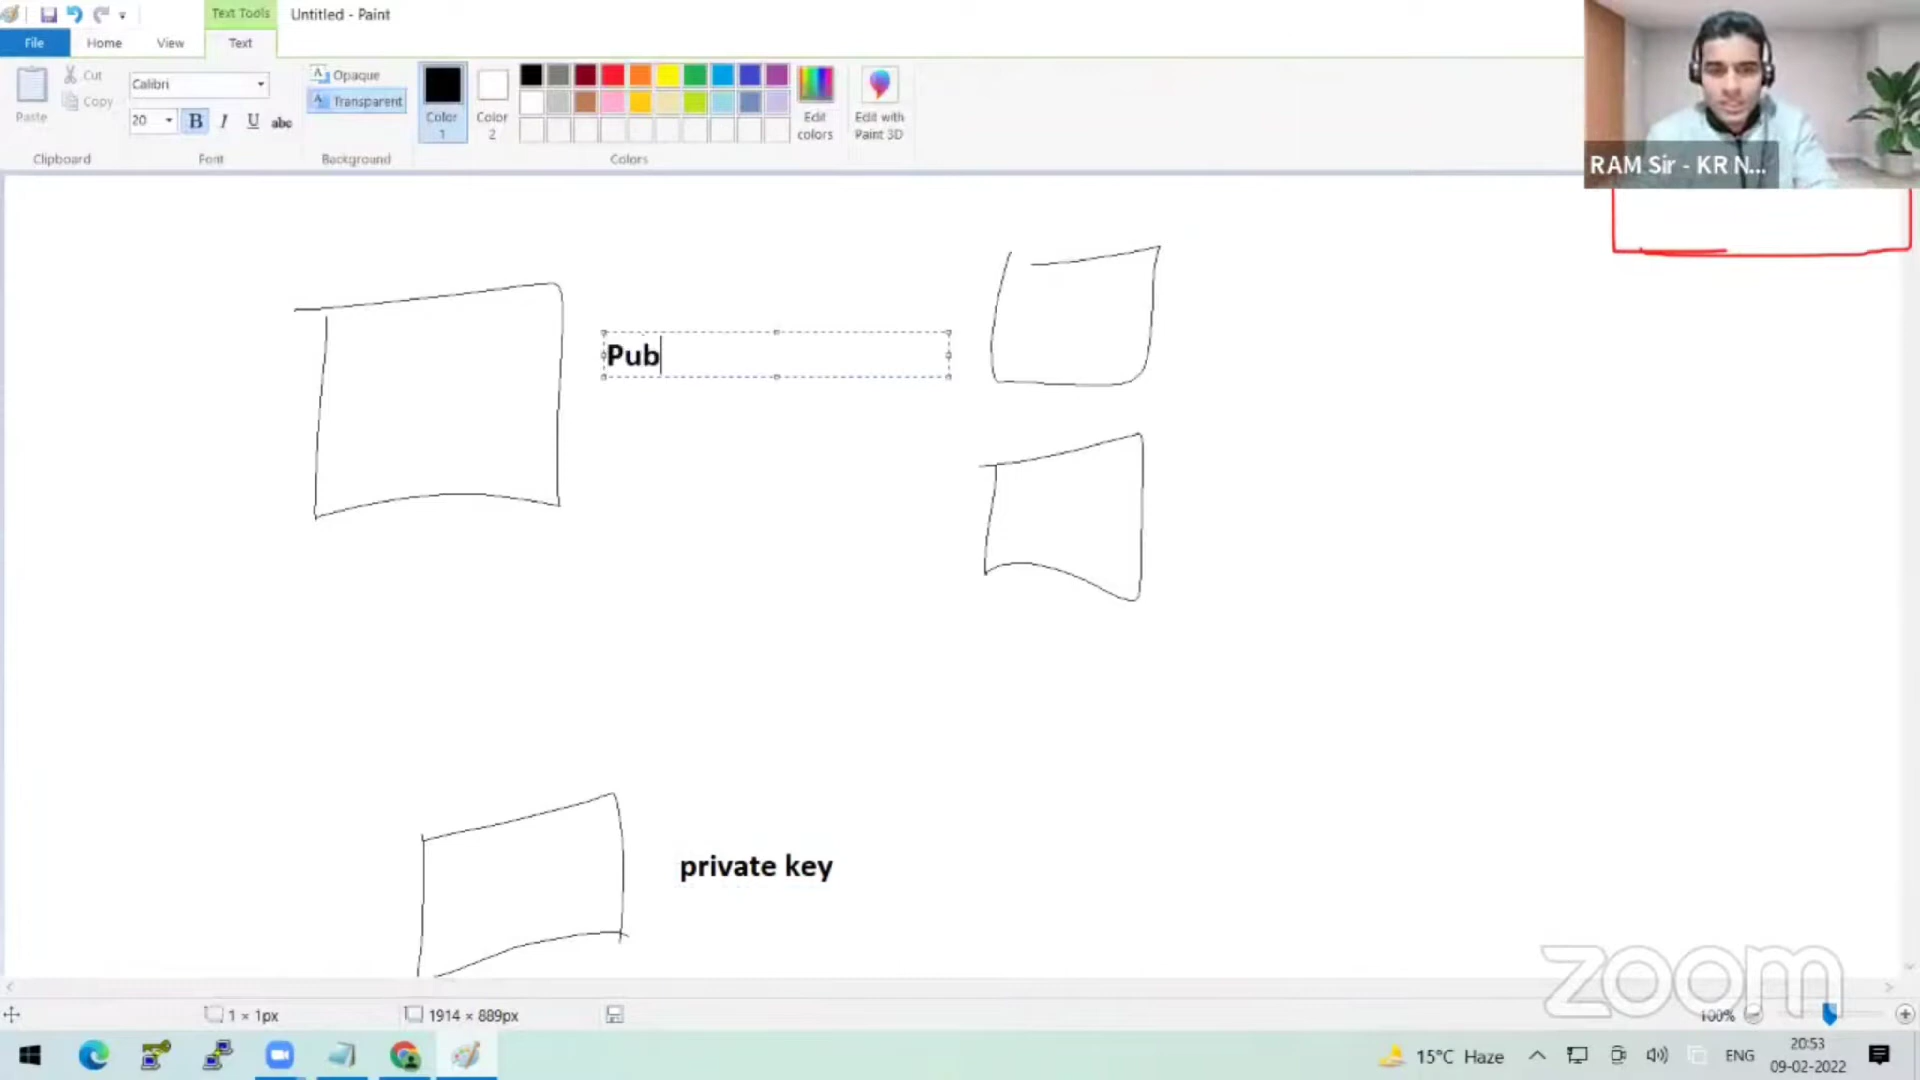 Text Tools
Untitled - Paint
File
Home
View
Text
Paste
Cut
Copy
Clipboard
Calibri
20
B
I
U
abc
Font
Opaque
Transparent
Background
Color
1
Color
2
Edit
colors
Colors
Edit with
Paint 3D
RAM Sir - KR N...
Pub
private key
zoom
1 × 1px
1914 × 889px
100%
15°C Haze
ENG
20:53
09-02-2022